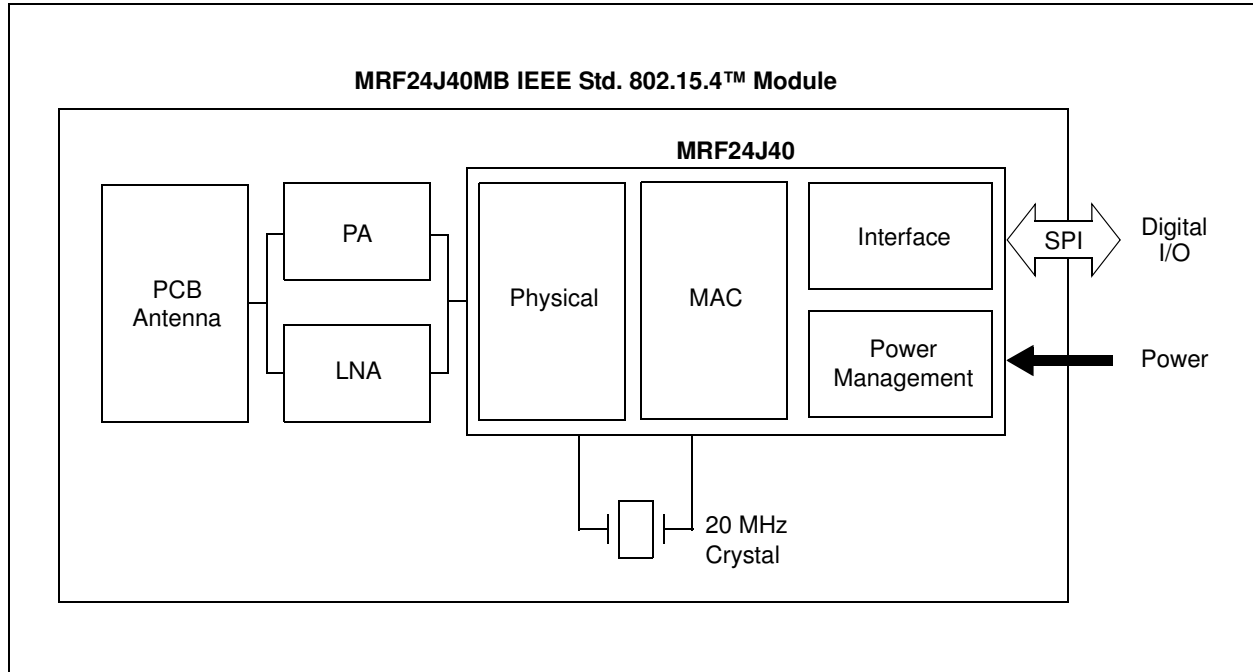 MRF24J40MB IEEE Std. 802.15.4™ Module
MRF24J40
PCB
Antenna
PA
LNA
Physical
MAC
Interface
Power
Management
SPI
Digital
I/O
Power
20 MHz
Crystal